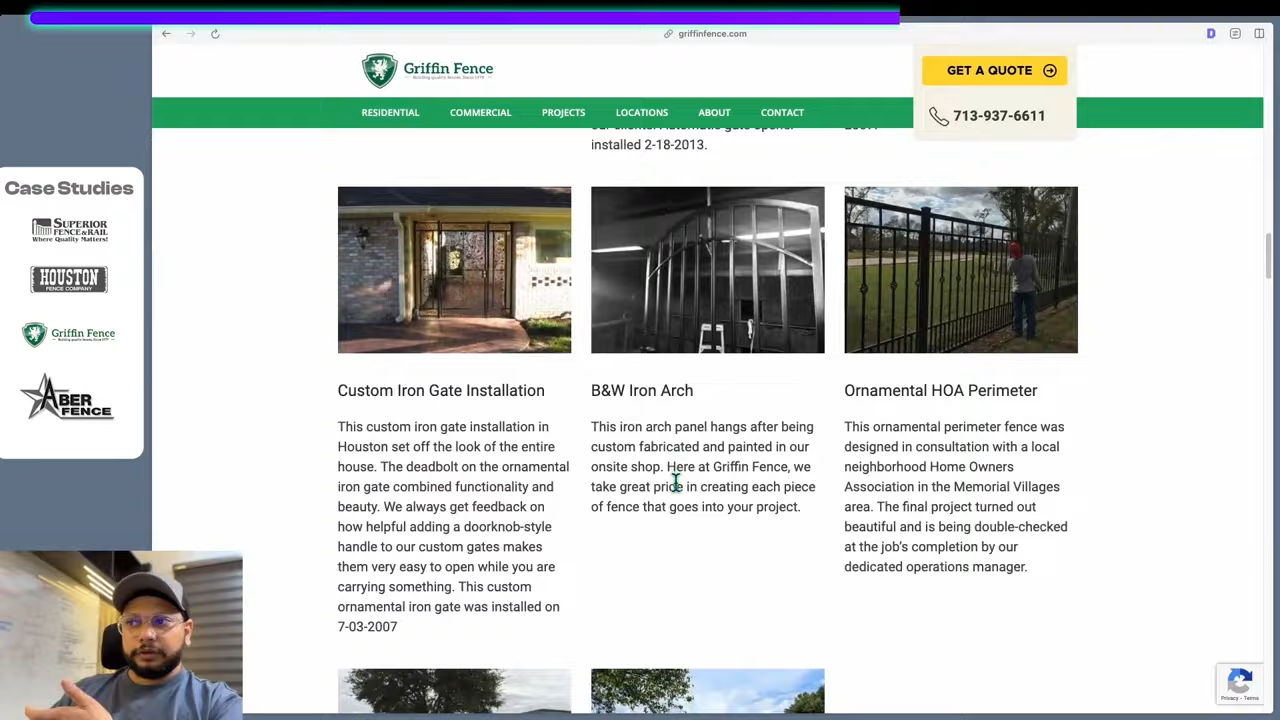 griffinfence.com
D
Griffin Fence
Building quality fences. Since 1979
GET A QUOTE
713-937-6611
RESIDENTIAL COMMERCIAL PROJECTS LOCATIONS ABOUT CONTACT
installed 2-18-2013.
Case Studies
SUPERIOR
FENCE & RAIL
Where Quality Matters!
HOUSTON
FENCE COMPANY
Griffin Fence
ABER
FENCE
Custom Iron Gate Installation
This custom iron gate installation in
Houston set off the look of the entire
house. The deadbolt on the ornamental
iron gate combined functionality and
beauty. We always get feedback on
how helpful adding a doorknob-style
handle to our custom gates makes
them very easy to open while you are
carrying something. This custom
ornamental iron gate was installed on
7-03-2007
B&W Iron Arch
This iron arch panel hangs after being
custom fabricated and painted in our
onsite shop. Here at Griffin Fence, we
take great price in creating each piece
of fence that goes into your project.
Ornamental HOA Perimeter
This ornamental perimeter fence was
designed in consultation with a local
neighborhood Home Owners
Association in the Memorial Villages
area. The final project turned out
beautiful and is being double-checked
at the job's completion by our
dedicated operations manager.
Privacy - Terms